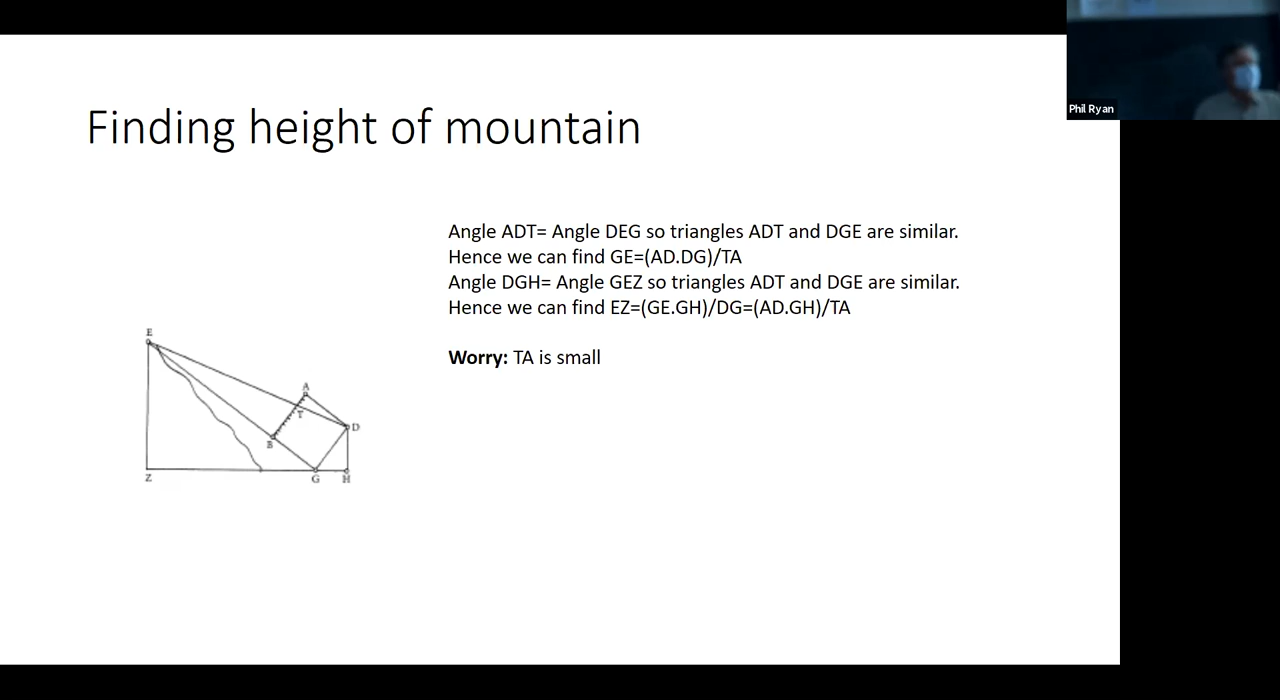 Phil Ryan
Finding height of mountain
Angle ADT= Angle DEG so triangles ADT and DGE are similar.
Hence we can find GE=(AD.DG)/TA
Angle DGH= Angle GEZ so triangles ADT and DGE are similar.
Hence we can find EZ=(GE.GH)/DG=(AD.GH)/TA
Worry: TA is small
E
A
T
D
B
Z
G
H